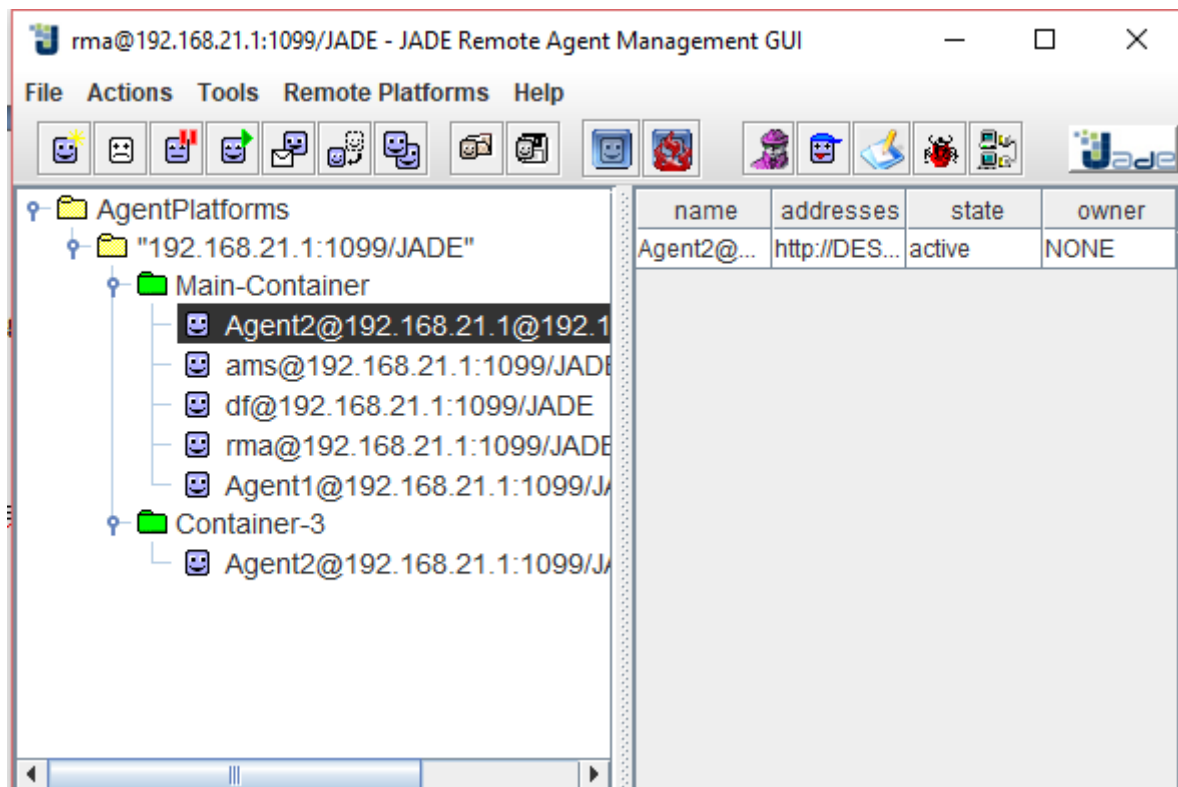 rma@192.168.21.1:1099/JADE - JADE Remote Agent Management GUI
File Actions Tools Remote Platforms Help
Jade
AgentPlatforms
"192.168.21.1:1099/JADE"
Main-Container
Agent2@192.168.21.1@192.1
ams@192.168.21.1:1099/JADE
df@192.168.21.1:1099/JADE
rma@192.168.21.1:1099/JADE
Agent1@192.168.21.1:1099/J
Container-3
Agent2@192.168.21.1:1099/J
name addresses state owner
Agent2@... http://DES... active NONE